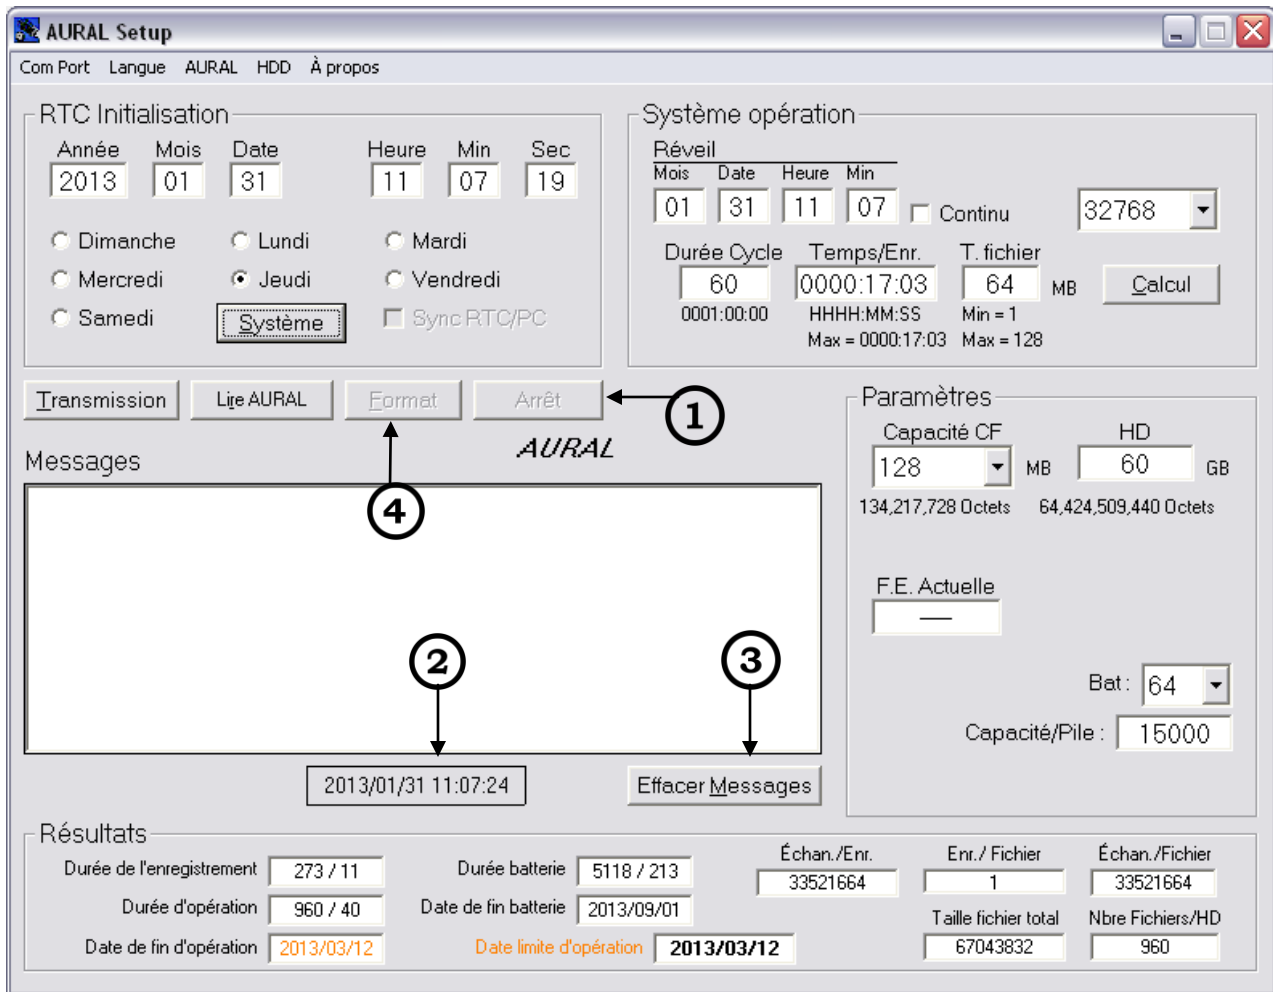 AURAL Setup
Com Port Langue AURAL HDD À propos
RTC Initialisation
Année Mois Date Heure Min Sec
2013 01 31 11 07 19
Dimanche Lundi Mardi
Mercredi Jeudi Vendredi
Samedi Système Sync RTC/PC
Système opération
Réveil
Mois Date Heure Min
01 31 11 07 Continu 32768
Durée Cycle Temps/Enr. T. fichier
60 0000:17:03 64 MB Calcul
0001:00:00 HHHH:MM:SS Min = 1
Max = 0000:17:03 Max = 128
Transmission Lire AURAL Format Arrêt
1
AURAL
Messages
4
2
3
2013/01/31 11:07:24 Effacer Messages
Paramètres
Capacité CF HD
128 MB 60 GB
134,217,728 Octets 64,424,509,440 Octets
F.E. Actuelle
—
Bat : 64
Capacité/Pile : 15000
Résultats
Durée de l'enregistrement 273 / 11 Durée batterie 5118 / 213
Durée d'opération 960 / 40 Date de fin batterie 2013/09/01
Date de fin d'opération 2013/03/12 Date limite d'opération 2013/03/12
Échan./Enr. Enr./ Fichier Échan./Fichier
33521664 1 33521664
Taille fichier total Nbre Fichiers/HD
67043832 960